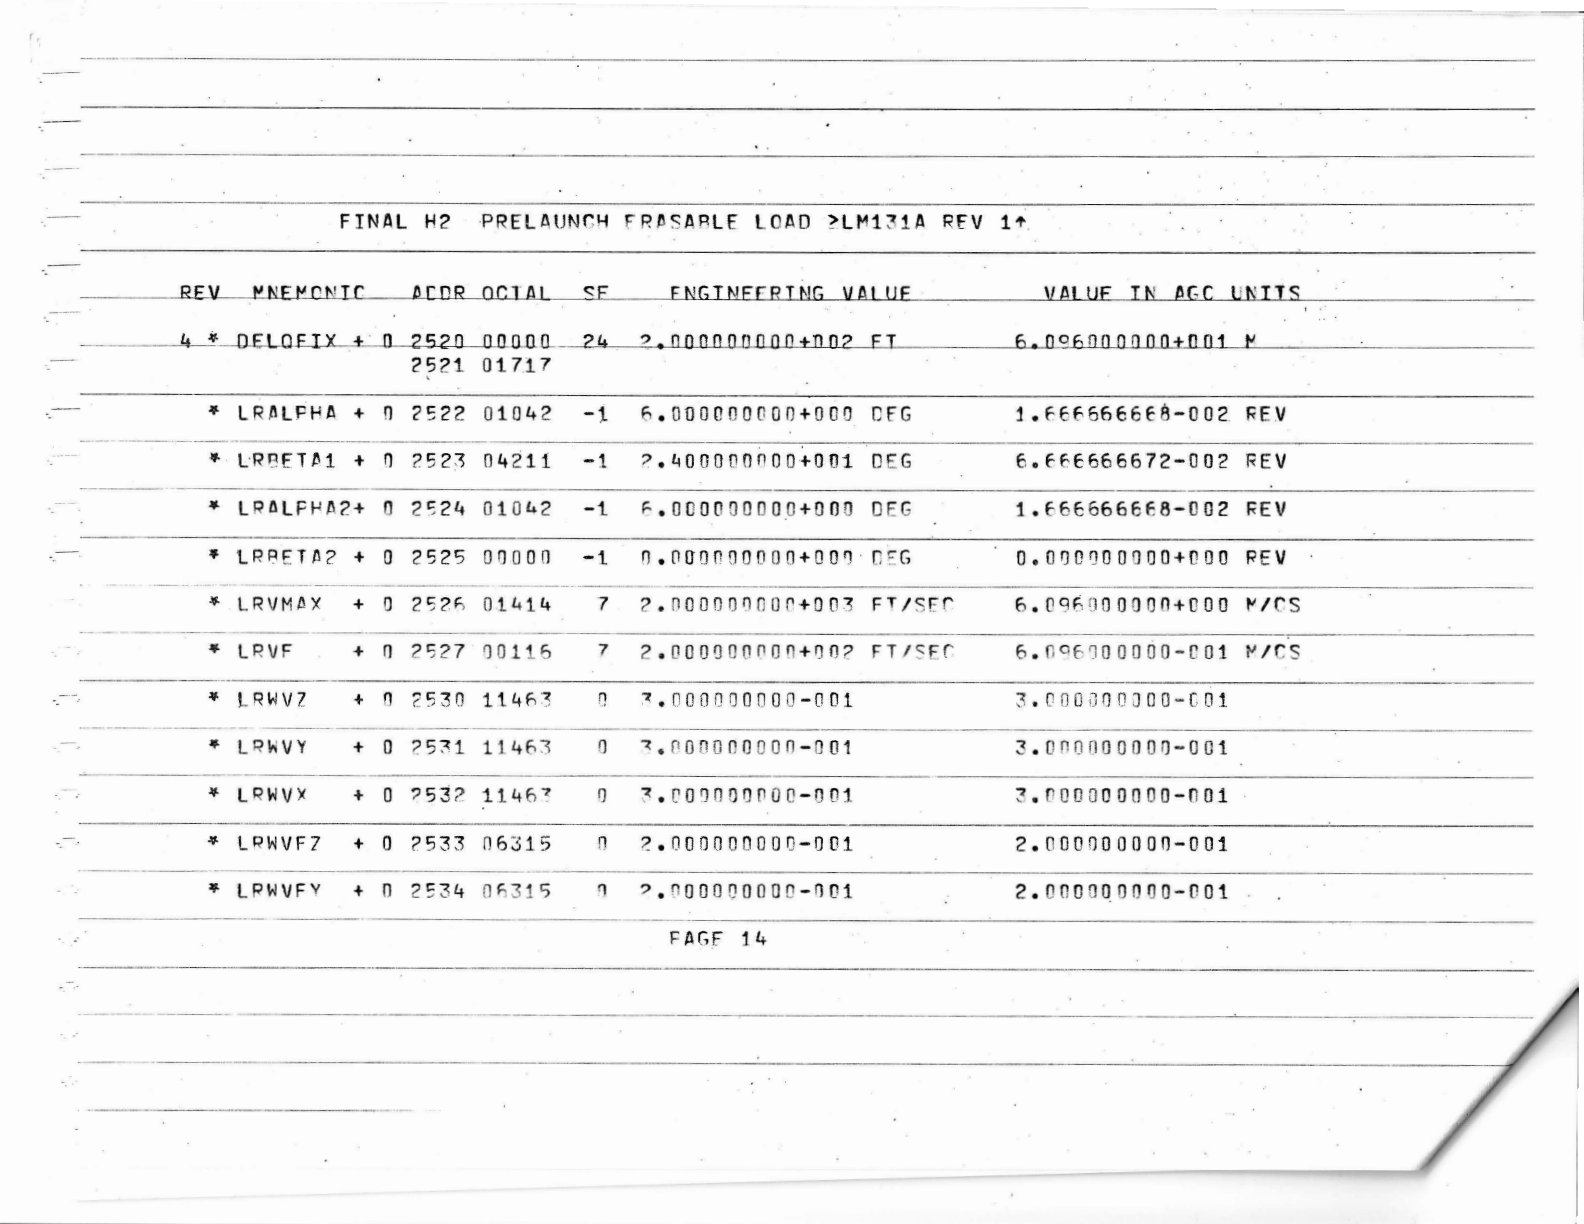 FINAL H2 PRELAUNCH ERASABLE LOAD >LM131A REV 1↑
REV MNEMONIC ADDR OCTAL SF ENGINEERING VALUE VALUE IN AGC UNITS
4 * DELQFIX + 0 2520 00000 24 2.000000000+002 FT 6.096000000+001 M
2521 01717
* LRALPHA + 0 2522 01042 -1 6.000000000+000 DEG 1.666666668-002 REV
* LRBETA1 + 0 2523 04211 -1 2.400000000+001 DEG 6.666666672-002 REV
* LRALPHA2+ 0 2524 01042 -1 6.000000000+000 DEG 1.666666668-002 REV
* LRBETA2 + 0 2525 00000 -1 0.000000000+000 DEG 0.000000000+000 REV
* LRVMAX + 0 2526 01414 7 2.000000000+003 FT/SEC 6.096000000+000 M/CS
* LRVF + 0 2527 00116 7 2.000000000+002 FT/SEC 6.096000000-001 M/CS
* LRWVZ + 0 2530 11463 0 3.000000000-001 3.000000000-001
* LRWVY + 0 2531 11463 0 3.000000000-001 3.000000000-001
* LRWVX + 0 2532 11463 0 3.000000000-001 3.000000000-001
* LRWVFZ + 0 2533 06315 0 2.000000000-001 2.000000000-001
* LRWVFY + 0 2534 06315 0 2.000000000-001 2.000000000-001
PAGE 14